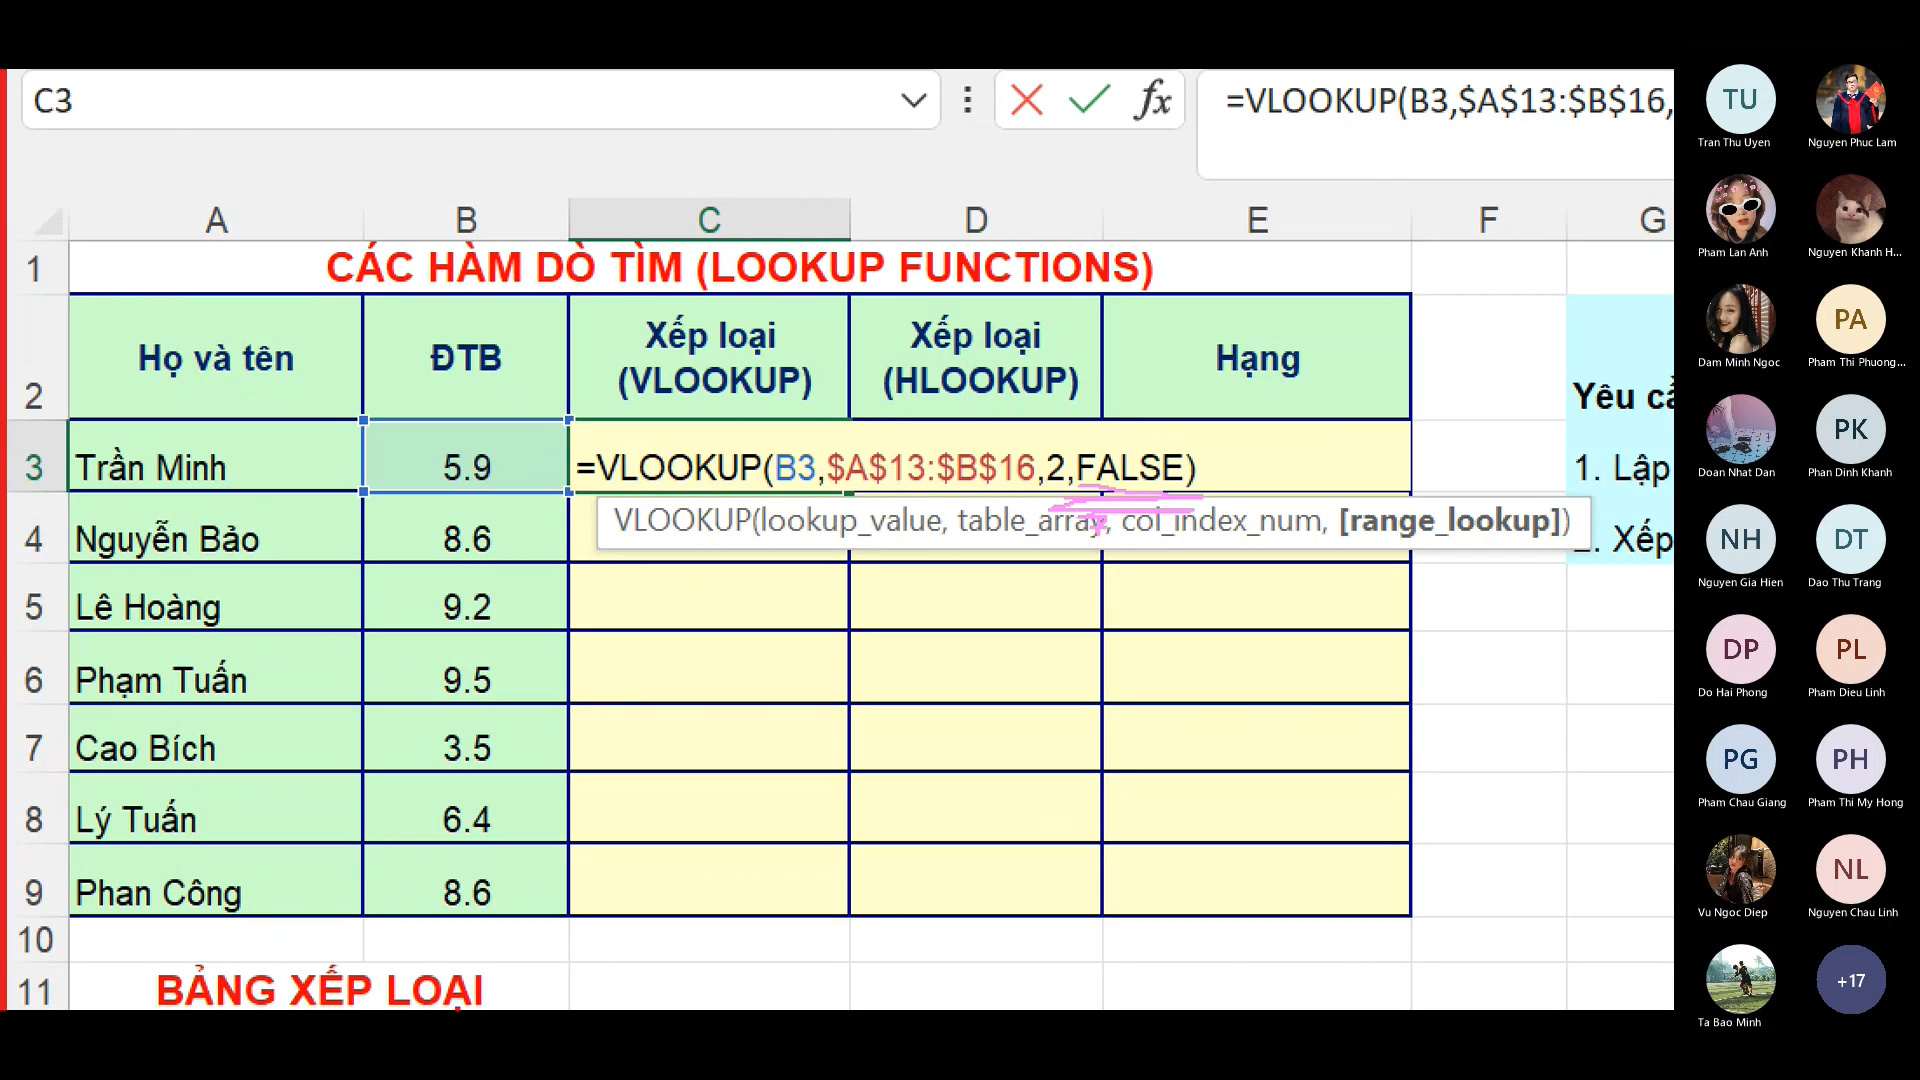 C3
fx
=VLOOKUP(B3,$A$13:$B$16,
A B C D E F G
1 CÁC HÀM DÒ TÌM (LOOKUP FUNCTIONS)
2 Họ và tên ĐTB Xếp loại (VLOOKUP) Xếp loại (HLOOKUP) Hạng Yêu
3 Trần Minh 5.9 =VLOOKUP(B3,$A$13:$B$16,2,FALSE) 1. Lập
VLOOKUP(lookup_value, table_array, col_index_num, [range_lookup])
4 Nguyễn Bảo 8.6 Xếp
5 Lê Hoàng 9.2
6 Phạm Tuấn 9.5
7 Cao Bích 3.5
8 Lý Tuấn 6.4
9 Phan Công 8.6
10
11 BẢNG XẾP LOẠI
TU
Tran Thu Uyen
Nguyen Phuc Lam
Pham Lan Anh
Nguyen Khanh H...
Dam Minh Ngoc
PA
Pham Thi Phuong...
Doan Nhat Dan
PK
Phan Dinh Khanh
NH
Nguyen Gia Hien
DT
Dao Thu Trang
DP
Do Hai Phong
PL
Pham Dieu Linh
PG
Pham Chau Giang
PH
Pham Thi My Hong
Vu Ngoc Diep
NL
Nguyen Chau Linh
Ta Bao Minh
+17